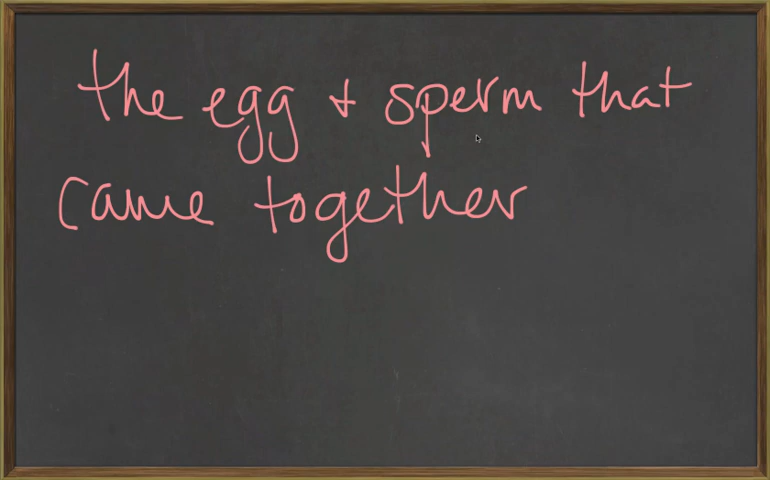 the egg + sperm that
came together